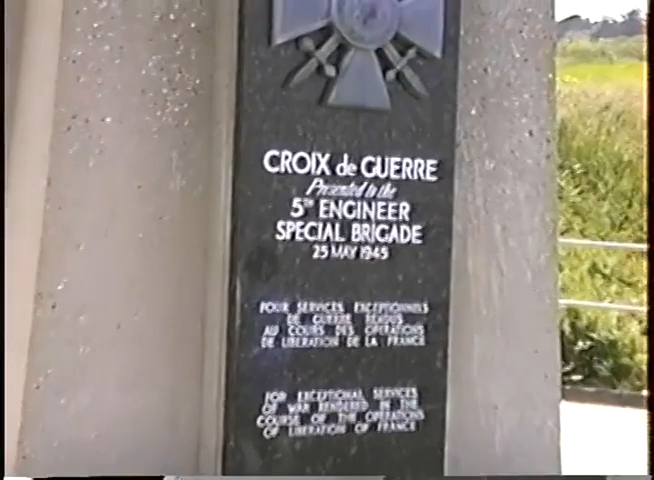 CROIX de GUERRE
Presented to the
5TH ENGINEER
SPECIAL BRIGADE
25 MAY 1945
POUR SERVICES EXCEPTIONNELS
DE GUERRE RENDUS
AU COURS DES OPERATIONS
DE LIBERATION DE LA FRANCE
FOR EXCEPTIONAL SERVICES
OF WAR RENDERED IN THE
COURSE OF THE OPERATIONS
OF LIBERATION OF FRANCE